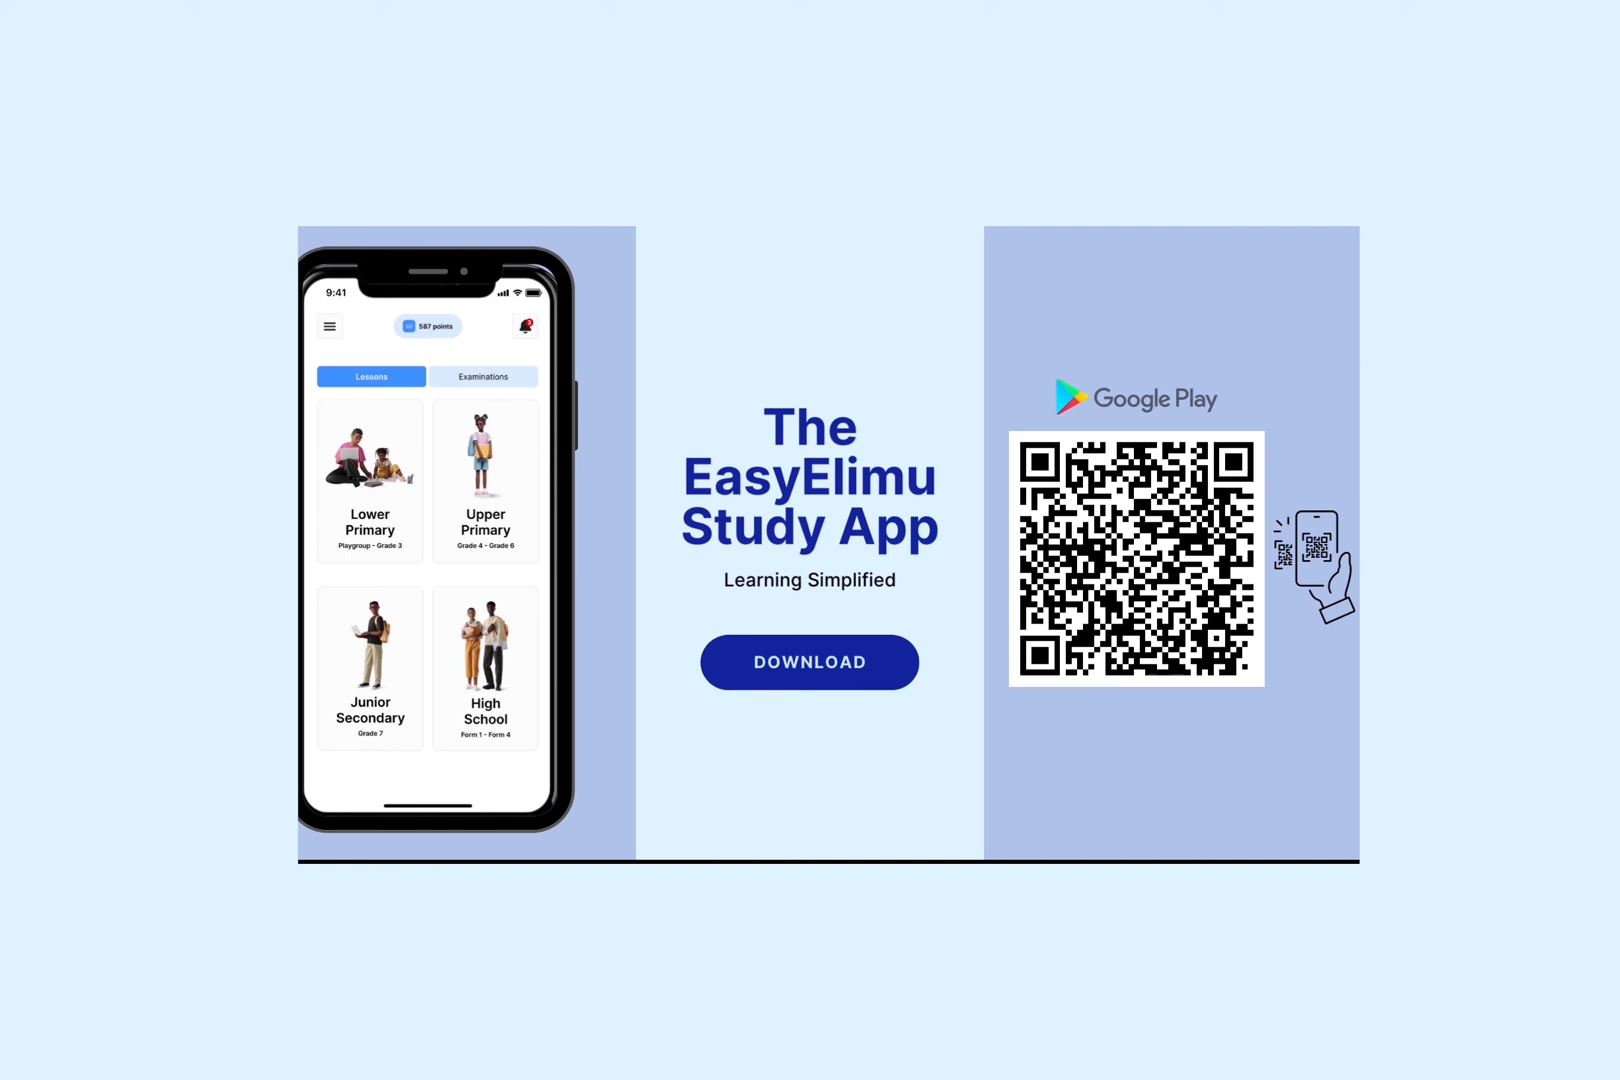 9:41
587 points
Lessons
Examinations
Lower
Primary
Playgroup - Grade 3
Upper
Primary
Grade 4 - Grade 6
Junior
Secondary
Grade 7
High
School
Form 1 - Form 4
The
EasyElimu
Study App
Learning Simplified
DOWNLOAD
Google Play